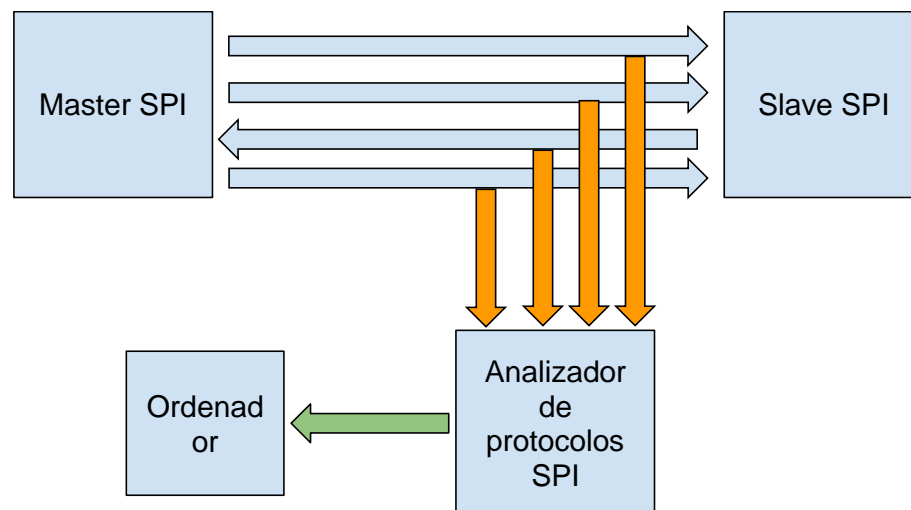 Master SPI
Slave SPI
Ordenad
or
Analizador
de
protocolos
SPI